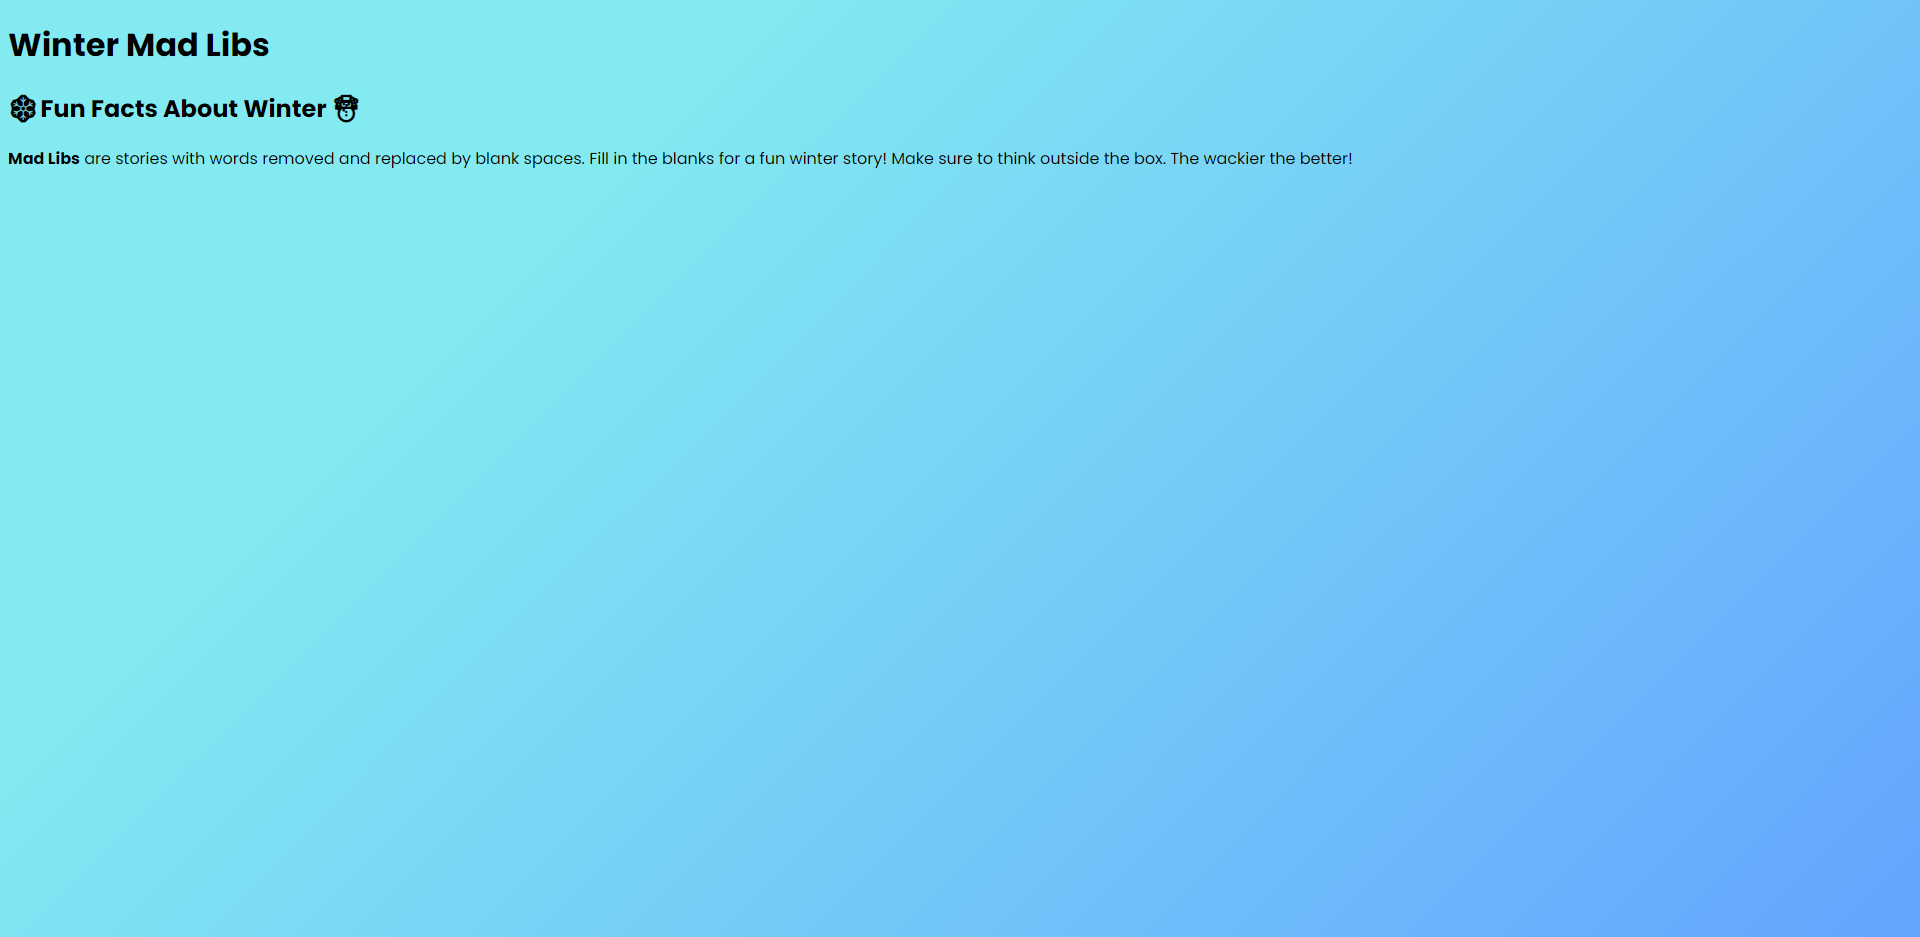 Winter Mad Libs
❄Fun Facts About Winter ☃
Mad Libs are stories with words removed and replaced by blank spaces. Fill in the blanks for a fun winter story! Make sure to think outside the box. The wackier the better!